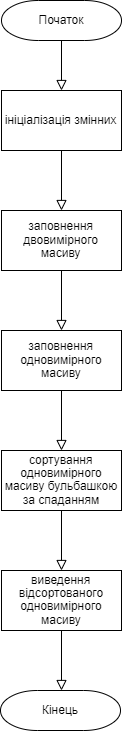 Початок
ініціалізація змінних
заповнення
двовимірного
масиву
заповнення
одновимірного
масиву
сортування
одновимірного
масиву бульбашкою
за спаданням
виведення
відсортованого
одновимірного
масиву
Кінець